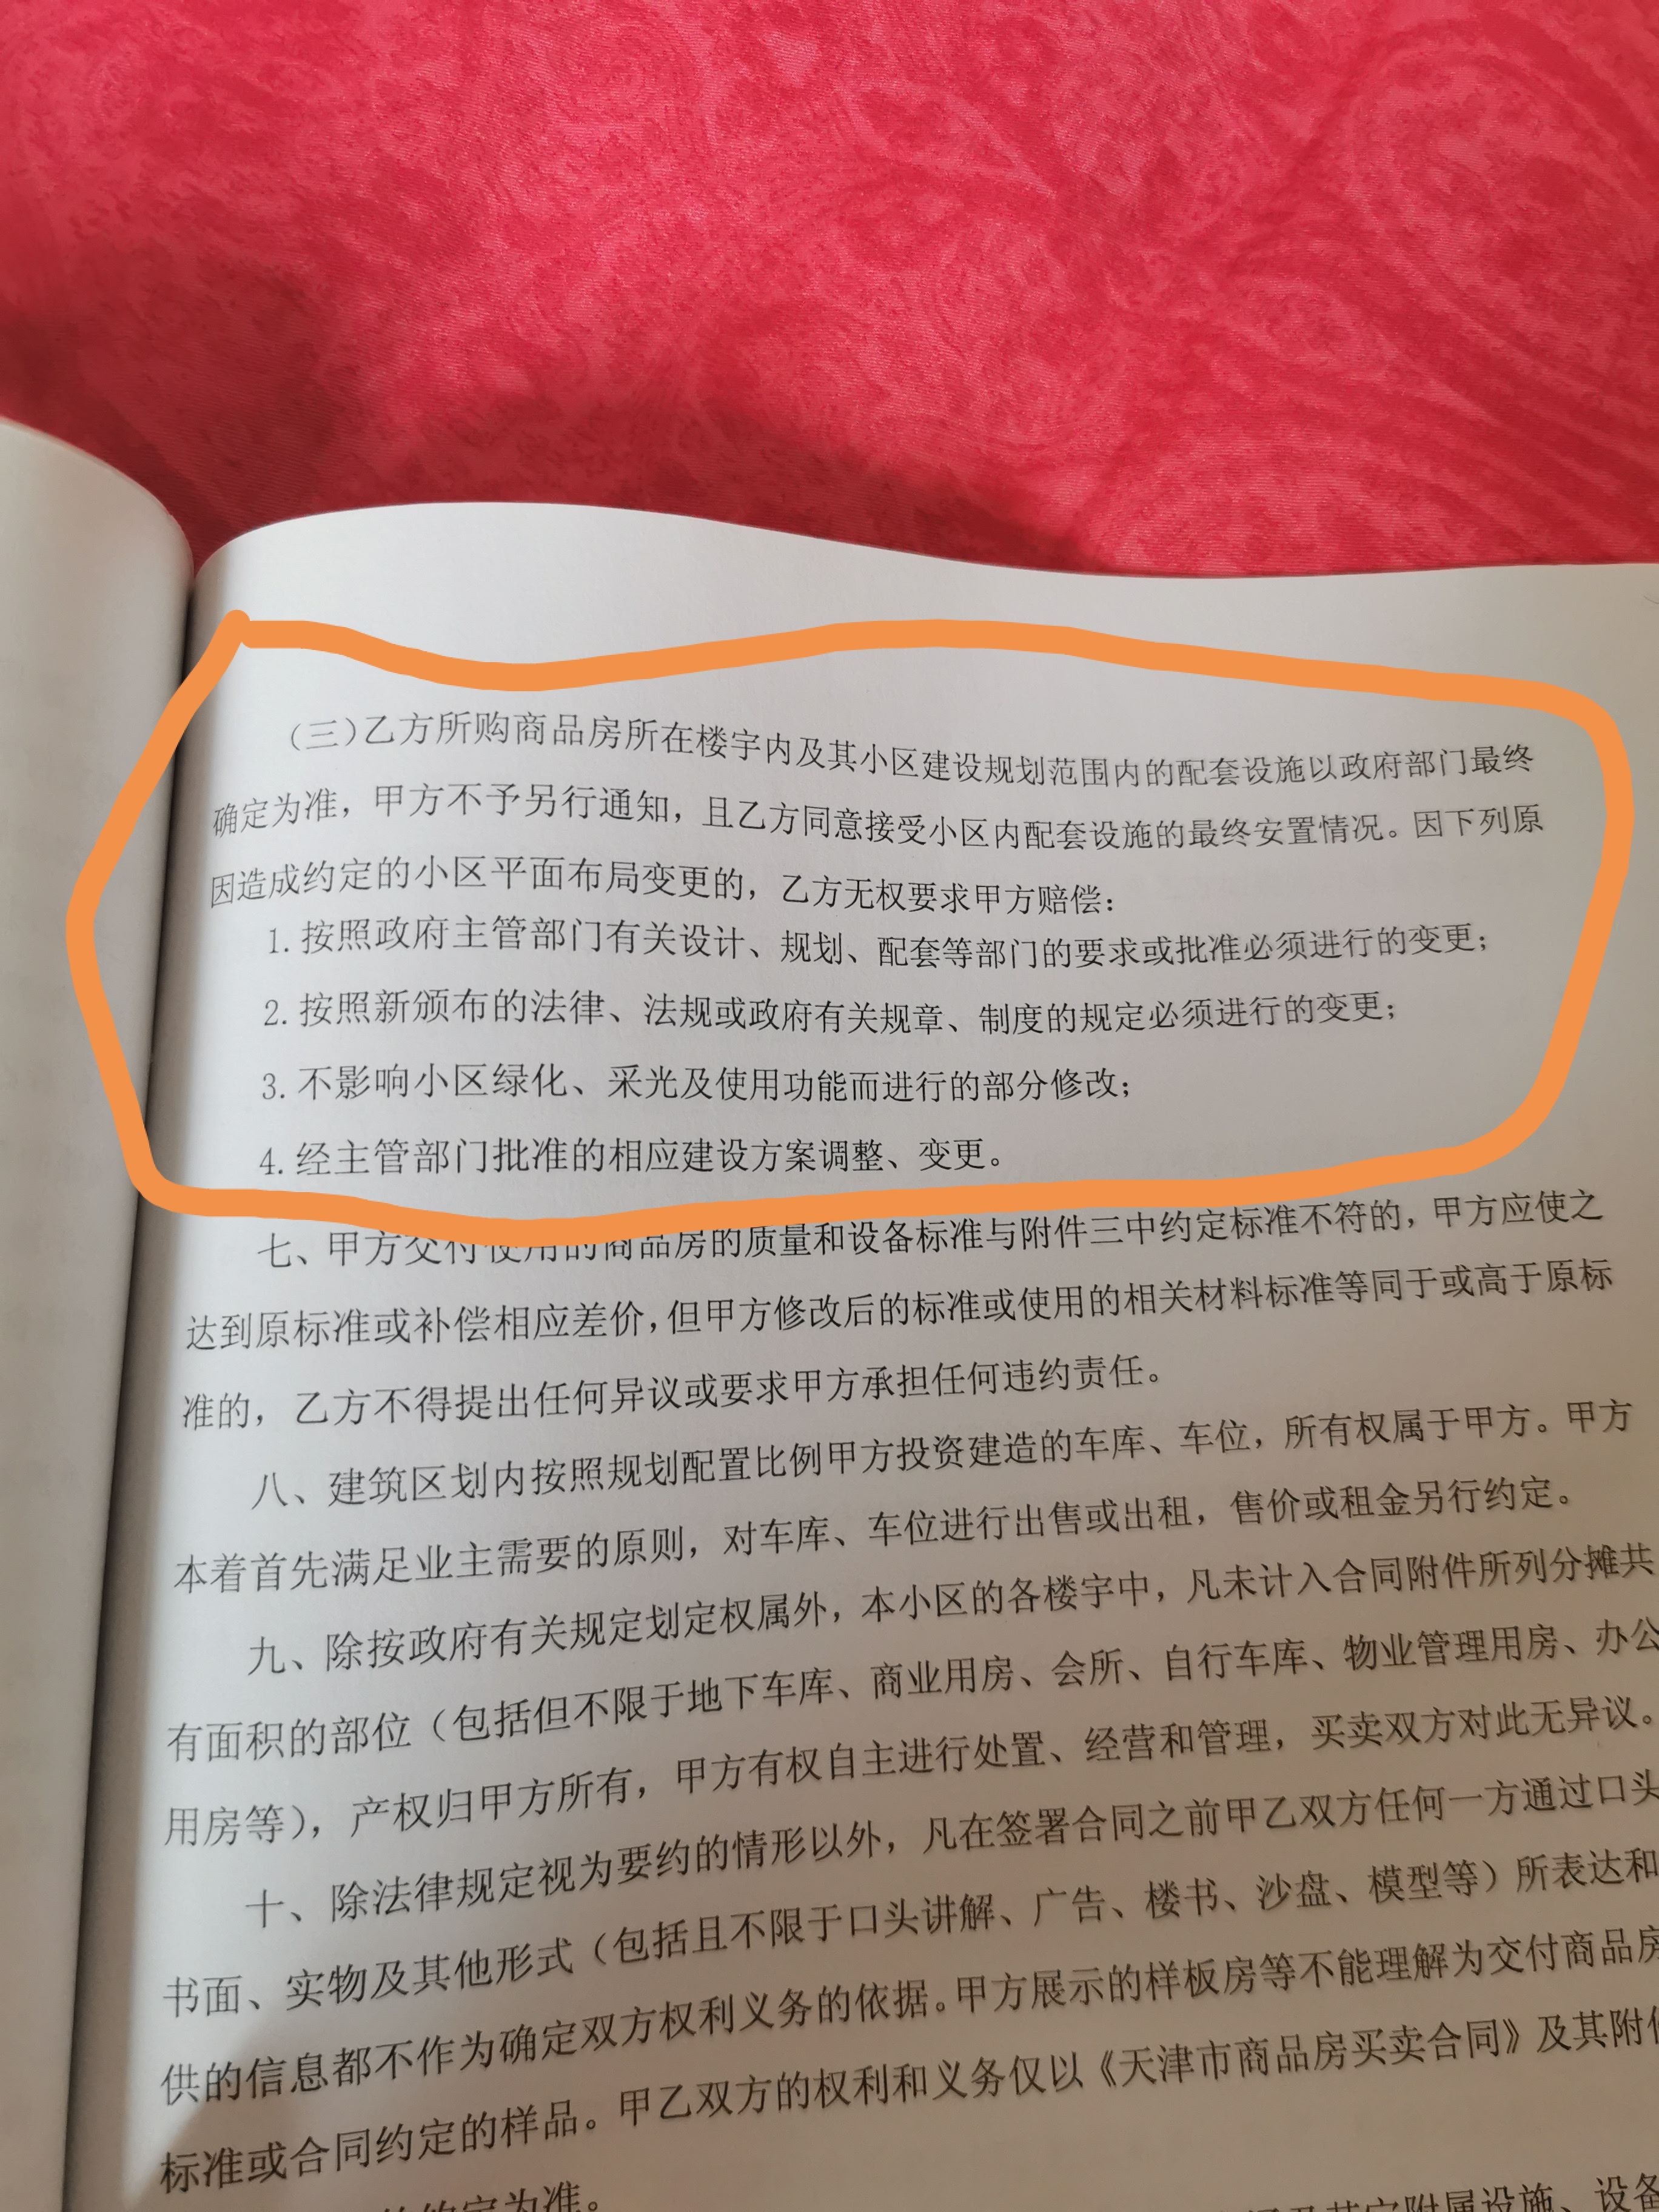 (三)乙方所购商品房所在楼宇内及其小区建设规划范围内的配套设施以政府部门最终
确定为准，甲方不予另行通知，且乙方同意接受小区内配套设施的最终安置情况。因下列原
因造成约定的小区平面布局变更的，乙方无权要求甲方赔偿：
1.按照政府主管部门有关设计、规划、配套等部门的要求或批准必须进行的变更；
2.按照新颁布的法律、法规或政府有关规章、制度的规定必须进行的变更；
3.不影响小区绿化、采光及使用功能而进行的部分修改；
4.经主管部门批准的相应建设方案调整、变更。
七、甲方交付使用的商品房的质量和设备标准与附件三中约定标准不符的，甲方应使之
达到原标准或补偿相应差价，但甲方修改后的标准或使用的相关材料标准等同于或高于原标
准的，乙方不得提出任何异议或要求甲方承担任何违约责任。
八、建筑区划内按照规划配置比例甲方投资建造的车库、车位，所有权属于甲方。甲方
本着首先满足业主需要的原则，对车库、车位进行出售或出租，售价或租金另行约定。
九、除按政府有关规定划定权属外，本小区的各楼宇中，凡未计入合同附件所列分摊共
有面积的部位（包括但不限于地下车库、商业用房、会所、自行车库、物业管理用房、办公
用房等），产权归甲方所有，甲方有权自主进行处置、经营和管理，买卖双方对此无异议。
十、除法律规定视为要约的情形以外，凡在签署合同之前甲乙双方任何一方通过口头
书面、实物及其他形式（包括且不限于口头讲解、广告、楼书、沙盘、模型等）所表达和
供的信息都不作为确定双方权利义务的依据。甲方展示的样板房等不能理解为交付商品房
标准或合同约定的样品。甲乙双方的权利和义务仅以《天津市商品房买卖合同》及其附件
的约定为准。
附属设施、设备